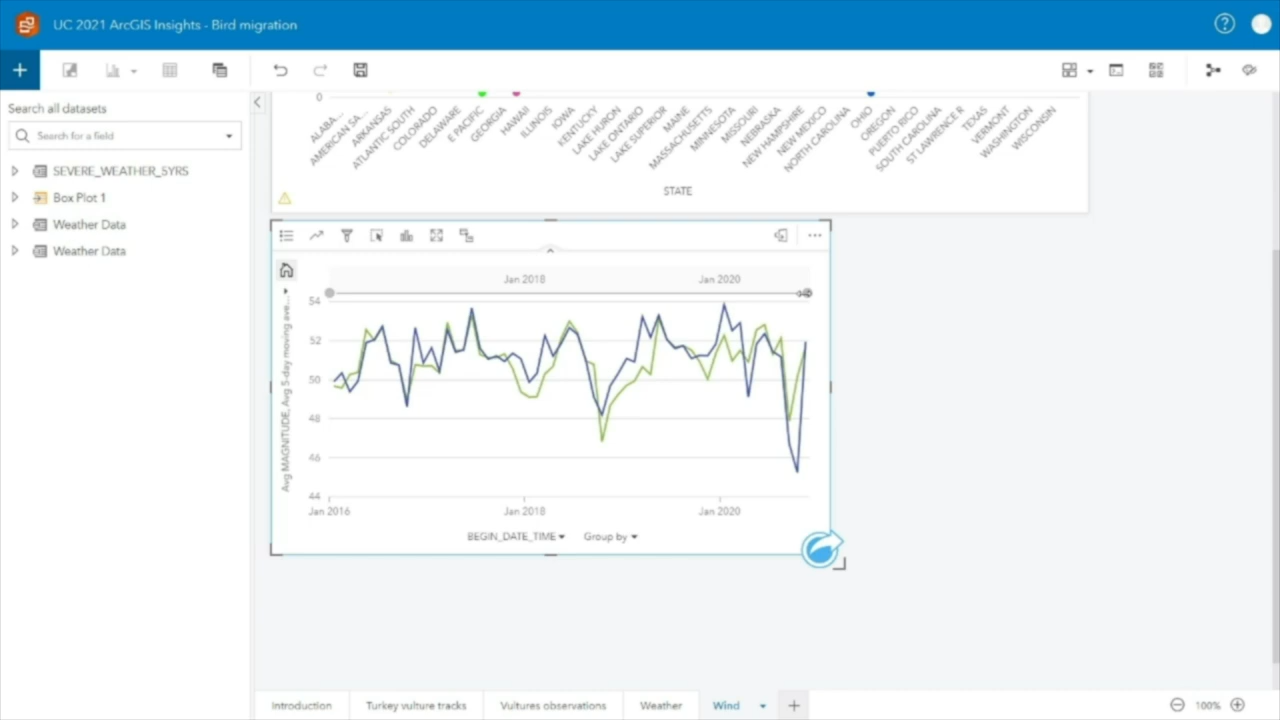 UC 2021 ArcGIS Insights - Bird migration
Search all datasets
Search for a field
SEVERE_WEATHER_5YRS
Box Plot 1
Weather Data
Weather Data
0
ALABA...
AMERICAN SA...
ARKANSAS
ATLANTIC SOUTH
COLORADO
DELAWARE
E PACIFIC
GEORGIA
HAWAII
ILLINOIS
IOWA
KENTUCKY
LAKE HURON
LAKE ONTARIO
LAKE SUPERIOR
MAINE
MASSACHUSETTS
MINNESOTA
MISSOURI
NEBRASKA
NEW HAMPSHIRE
NEW MEXICO
NORTH CAROLINA
OHIO
OREGON
PUERTO RICO
SOUTH CAROLINA
ST LAWRENCE R
TEXAS
VERMONT
WASHINGTON
WISCONSIN
STATE
Jan 2018 Jan 2020
54
52
50
48
46
44
Avg MAGNITUDE, Avg 5-day moving ave...
Jan 2016 Jan 2018 Jan 2020
BEGIN_DATE_TIME Group by
Introduction Turkey vulture tracks Vultures observations Weather Wind
100%